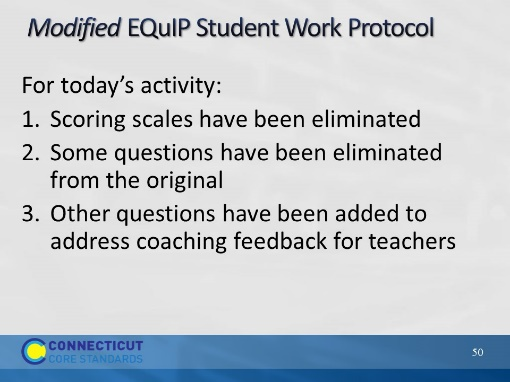 Modified EQuIP Student Work Protocol
For today’s activity:
1. Scoring scales have been eliminated
2. Some questions have been eliminated
from the original
3. Other questions have been added to
address coaching feedback for teachers
CONNECTICUT
CORE STANDARDS
50